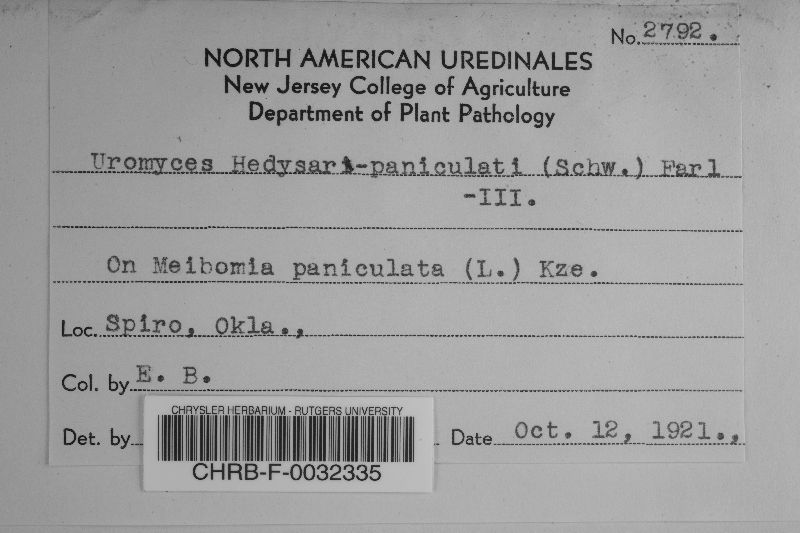 No. 2792.
NORTH AMERICAN UREDINALES
New Jersey College of Agriculture
Department of Plant Pathology
Uromyces Hedysari-paniculati (Schw.) Farl
-III.
On Meibomia paniculata (L.) Kze.
Loc. Spiro, Okla.,
Col. by E. B.
Det. by
Date Oct. 12, 1921.,
CHRYSLER HERBARIUM - RUTGERS UNIVERSITY
CHRB-F-0032335